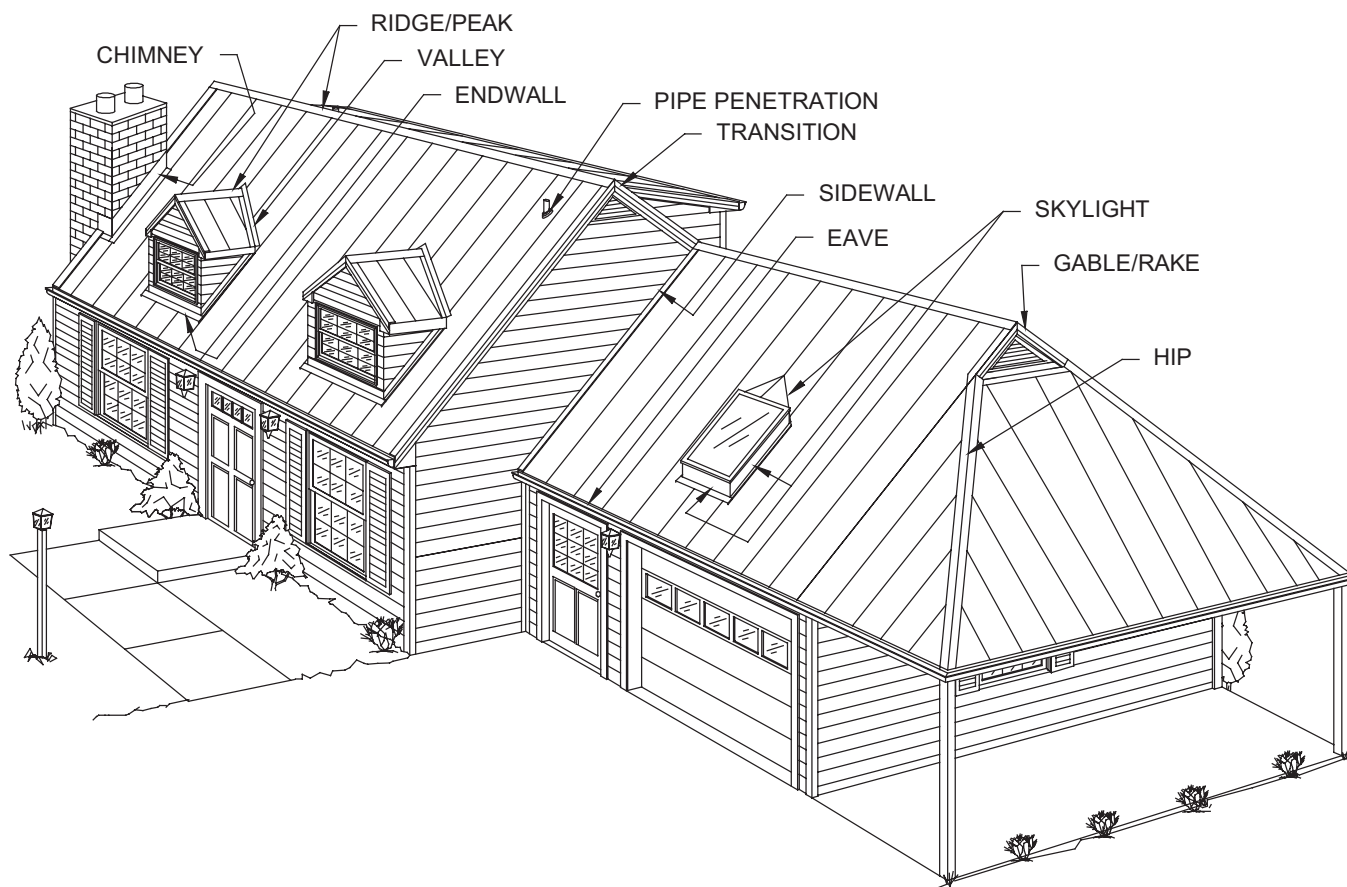 RIDGE/PEAK
CHIMNEY
VALLEY
ENDWALL
PIPE PENETRATION
TRANSITION
SIDEWALL
SKYLIGHT
EAVE
GABLE/RAKE
HIP